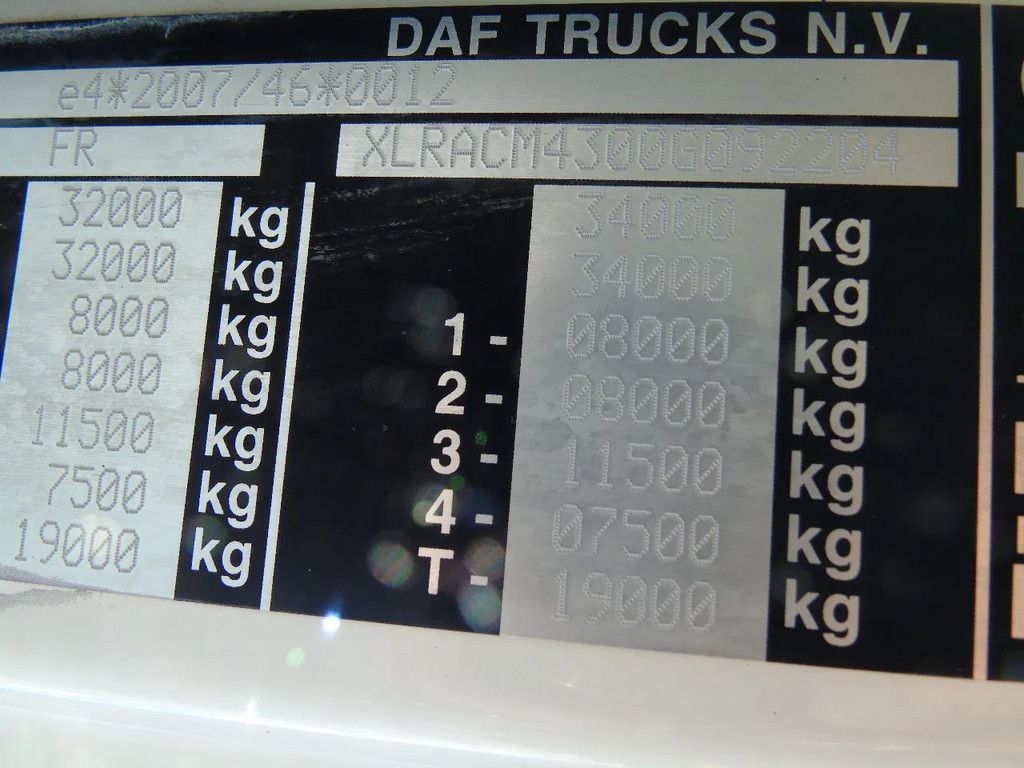 DAF TRUCKS N.V.
e4*2007/46*0012
FR XLRACM4300G092204
32000 kg 34000 kg
32000 kg 34000 kg
8000 kg 1 - 08000 kg
8000 kg 2 - 08000 kg
11500 kg 3 - 11500 kg
7500 kg 4 - 07500 kg
19000 kg T - 19000 kg